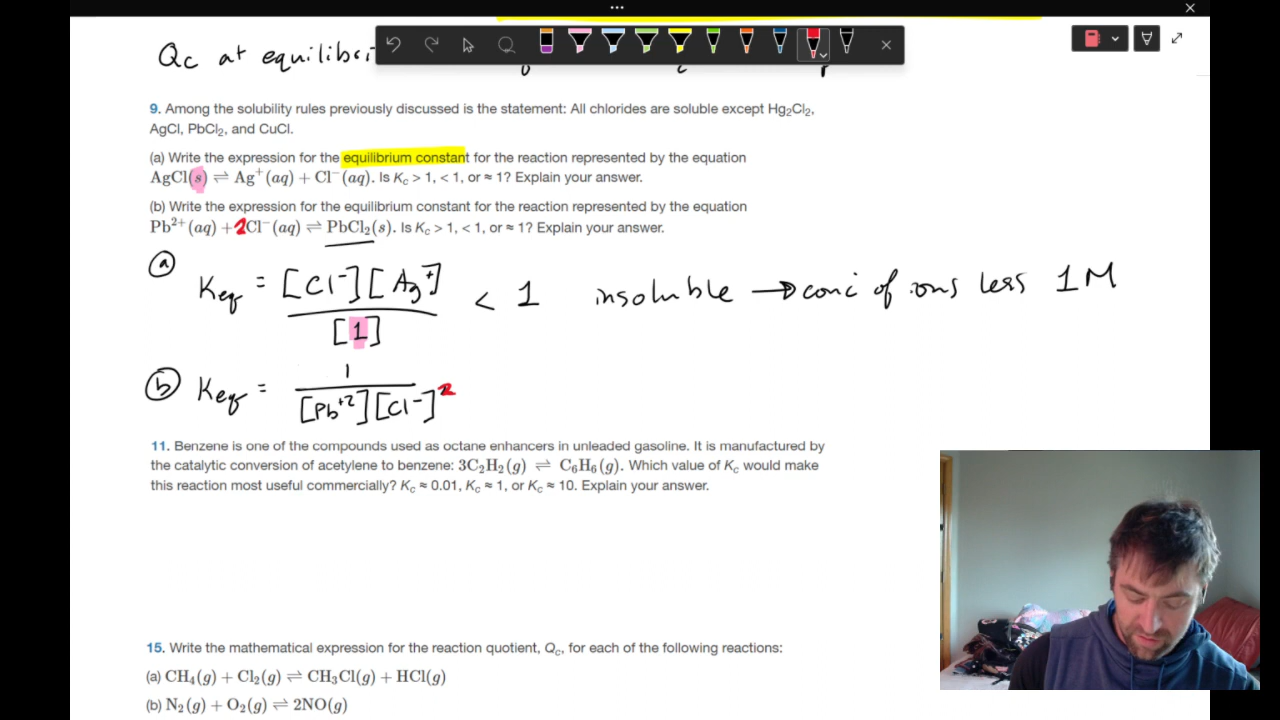 Qc at equilibri
9. Among the solubility rules previously discussed is the statement: All chlorides are soluble except Hg₂Cl₂,
AgCl, PbCl₂, and CuCl.
(a) Write the expression for the equilibrium constant for the reaction represented by the equation
AgCl(s) ⇌ Ag⁺(aq) + Cl⁻(aq). Is Kc > 1, < 1, or ≈ 1? Explain your answer.
(b) Write the expression for the equilibrium constant for the reaction represented by the equation
Pb²⁺(aq) + 2Cl⁻(aq) ⇌ PbCl₂(s). Is Kc > 1, < 1, or ≈ 1? Explain your answer.
ⓐ Keq = [Cl⁻][Ag⁺] / [1] < 1 insoluble → conc of ions less 1M
ⓑ Keq = 1 / [Pb⁺²][Cl⁻]²
11. Benzene is one of the compounds used as octane enhancers in unleaded gasoline. It is manufactured by
the catalytic conversion of acetylene to benzene: 3C₂H₂(g) ⇌ C₆H₆(g). Which value of Kc would make
this reaction most useful commercially? Kc ≈ 0.01, Kc ≈ 1, or Kc ≈ 10. Explain your answer.
15. Write the mathematical expression for the reaction quotient, Qc, for each of the following reactions:
(a) CH₄(g) + Cl₂(g) ⇌ CH₃Cl(g) + HCl(g)
(b) N₂(g) + O₂(g) ⇌ 2NO(g)